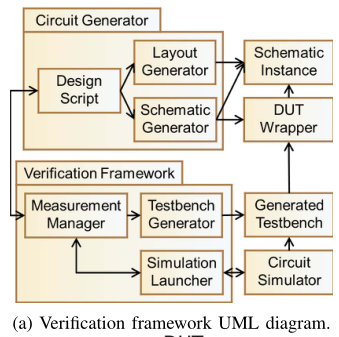 Circuit Generator
Layout
Generator
Schematic
Instance
Design
Script
Schematic
Generator
DUT
Wrapper
Verification Framework
Measurement
Manager
Testbench
Generator
Generated
Testbench
Simulation
Launcher
Circuit
Simulator
(a) Verification framework UML diagram.